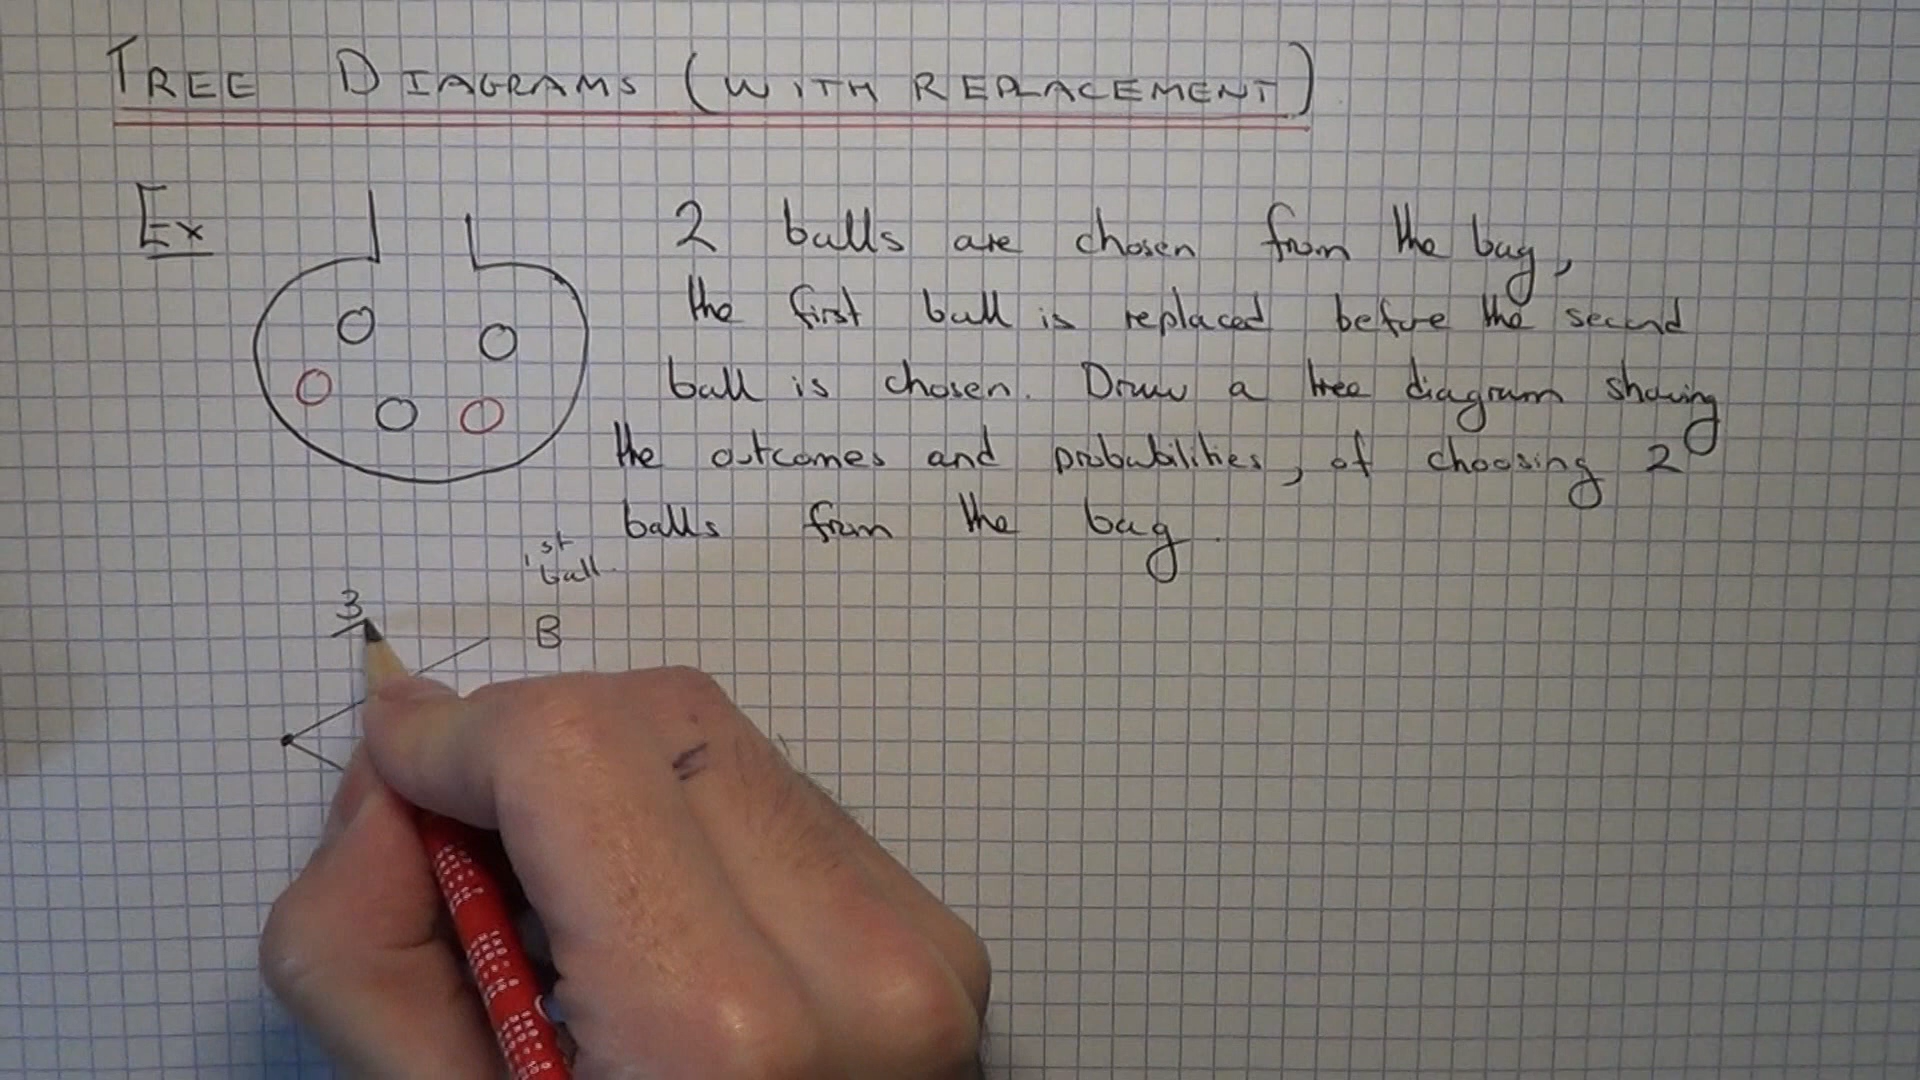 TREE DIAGRAMS (WITH REPLACEMENT)
Ex
2 balls are chosen from the bag,
the first ball is replaced before the second
ball is chosen. Draw a tree diagram showing
the outcomes and probabilities, of choosing 2
balls from the bag.
1st
ball.
3
B